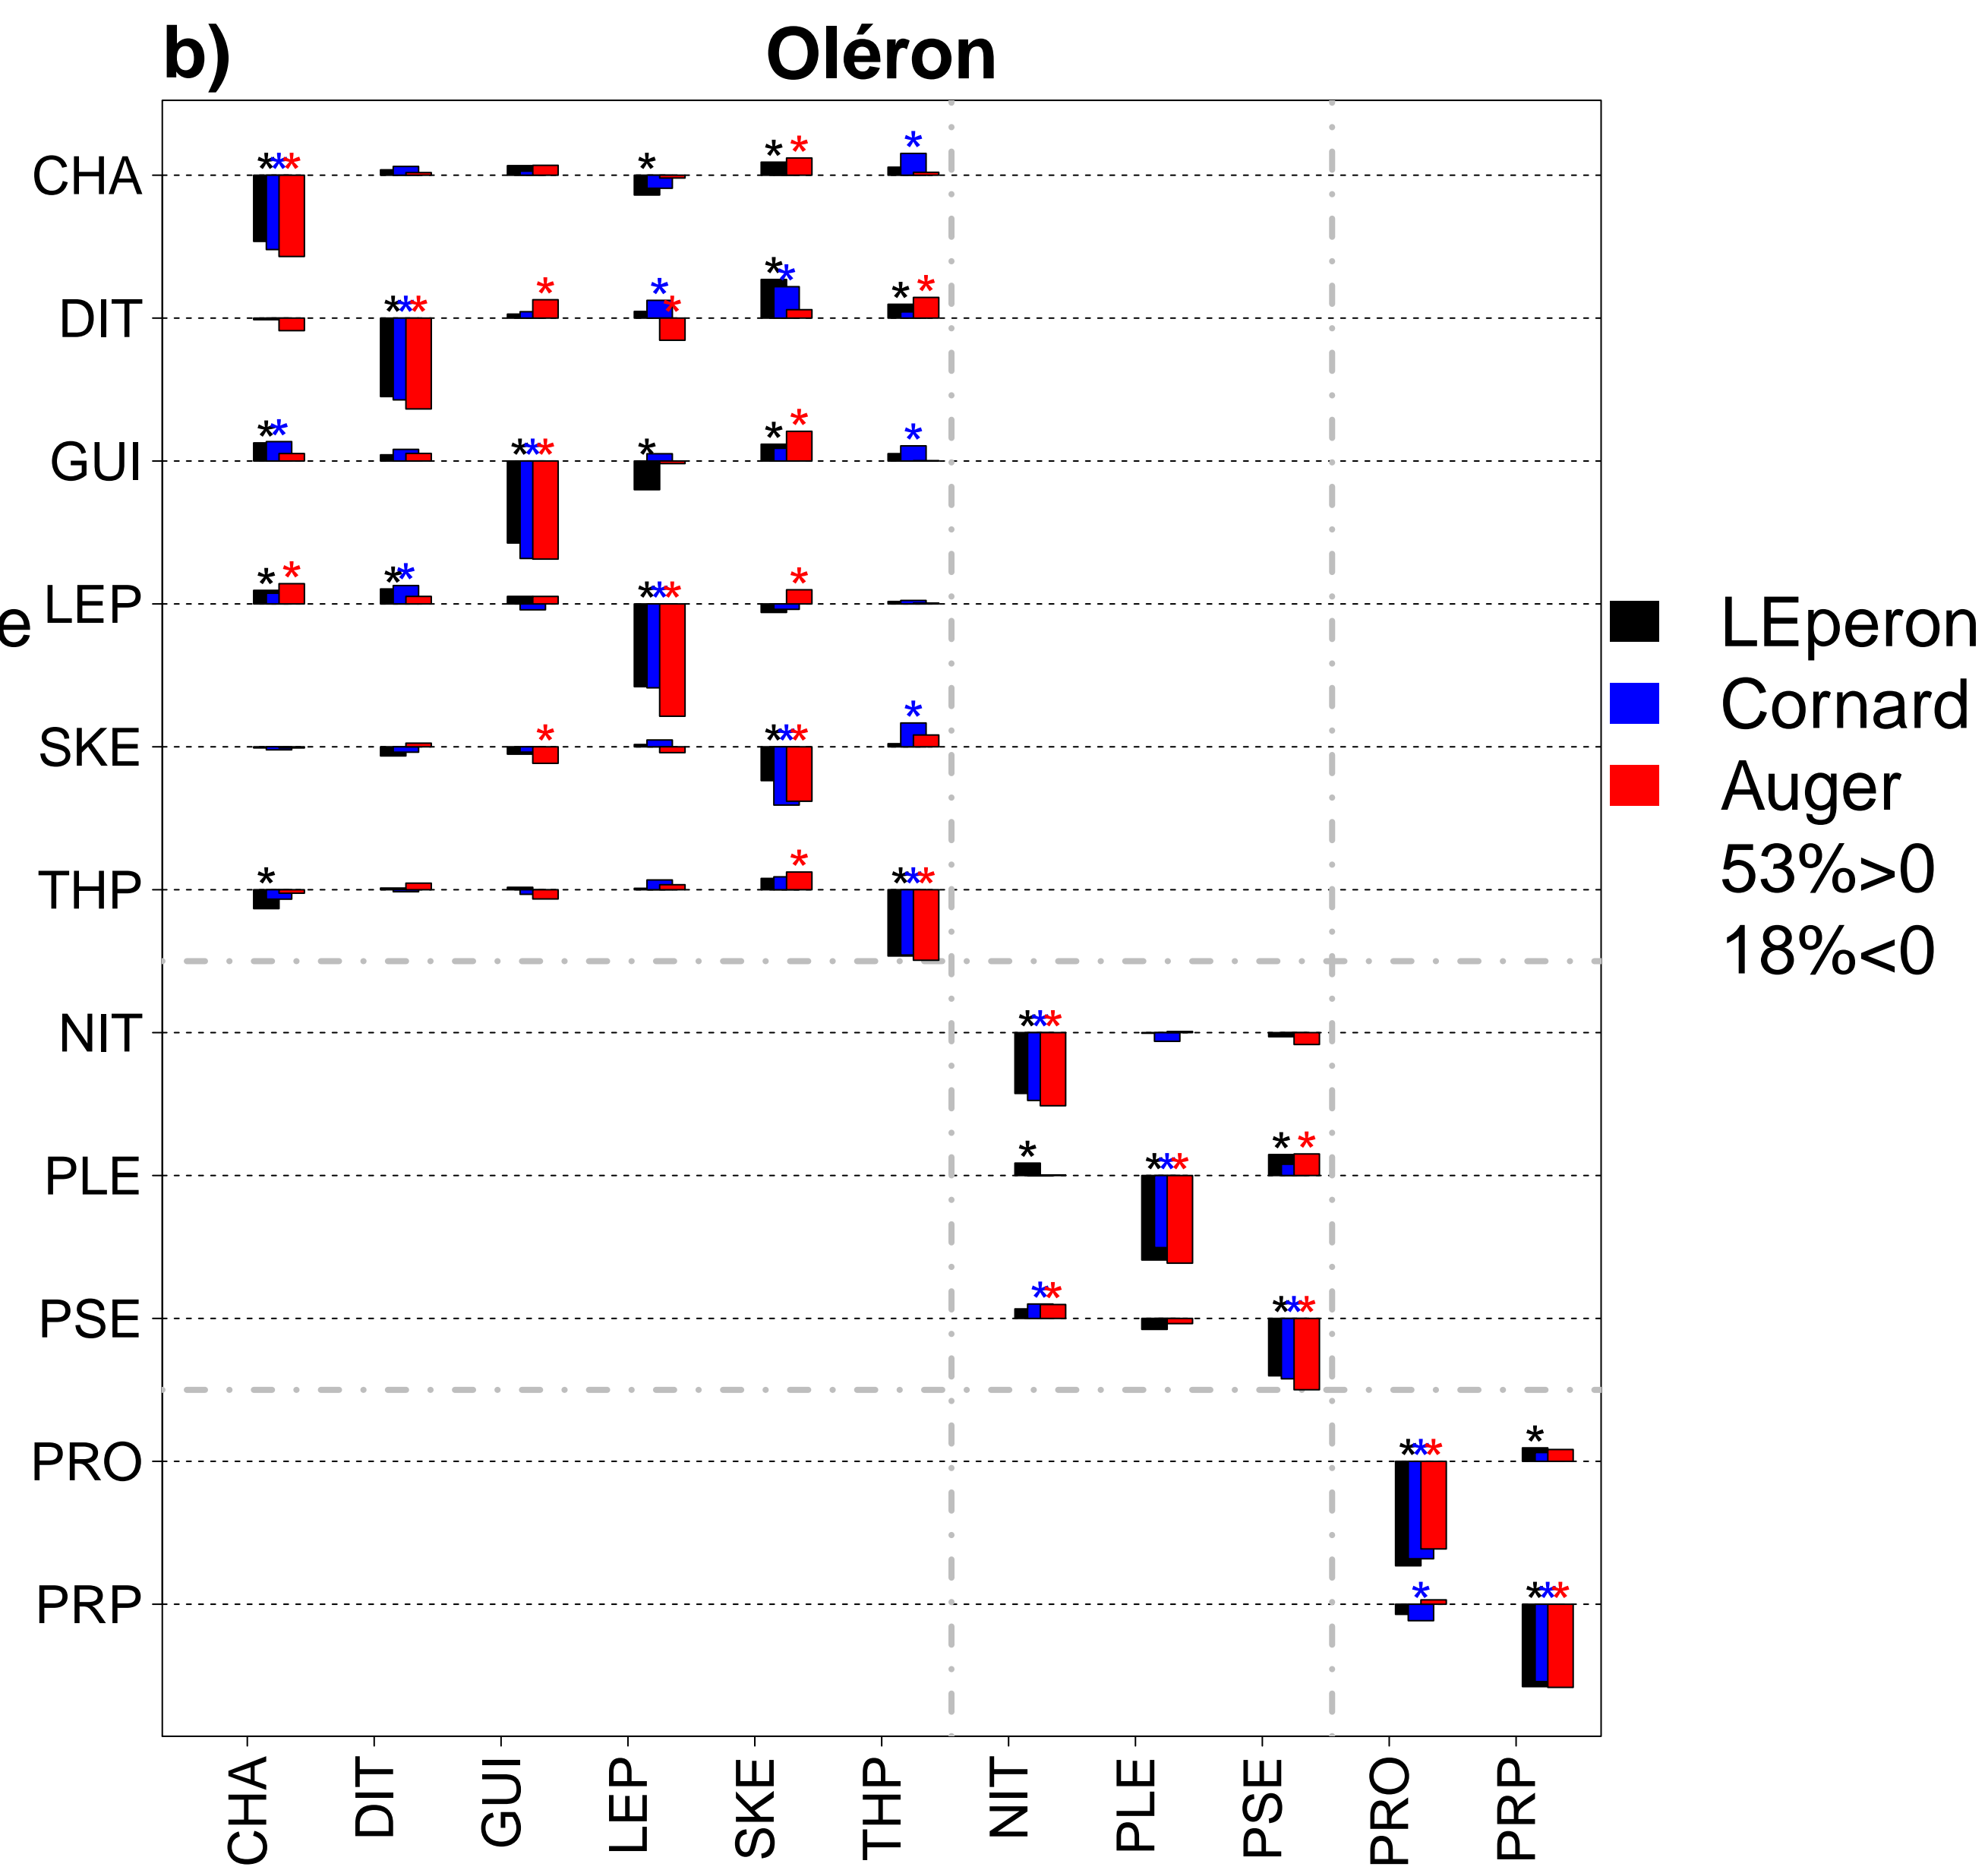 b) Oléron
CHA
DIT
GUI
LEP
SKE
THP
NIT
PLE
PSE
PRO
PRP
e
LEperon
Cornard
Auger
53%>0
18%<0
CHA
DIT
GUI
LEP
SKE
THP
NIT
PLE
PSE
PRO
PRP